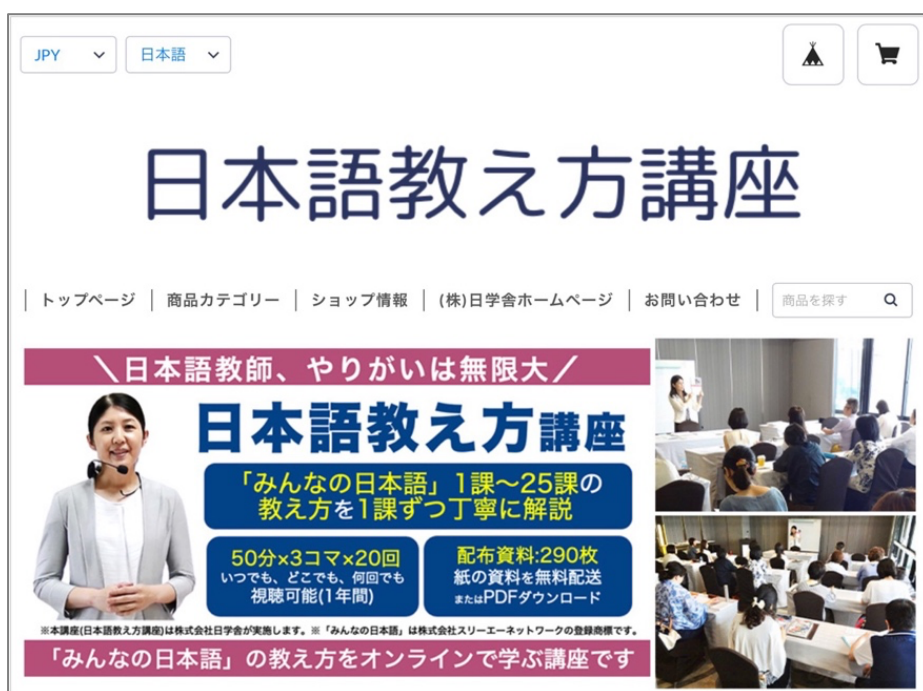 JPY
日本語
日本語教え方講座
トップページ
商品カテゴリー
ショップ情報
(株)日学舎ホームページ
お問い合わせ
商品を探す
＼日本語教師、やりがいは無限大／
日本語教え方講座
「みんなの日本語」1課〜25課の
教え方を1課ずつ丁寧に解説
50分×3コマ×20回
いつでも、どこでも、何回でも
視聴可能(1年間)
配布資料:290枚
紙の資料を無料配送
またはPDFダウンロード
※本講座(日本語教え方講座)は株式会社日学舎が実施します。※「みんなの日本語」は株式会社スリーエーネットワークの登録商標です。
「みんなの日本語」の教え方をオンラインで学ぶ講座です